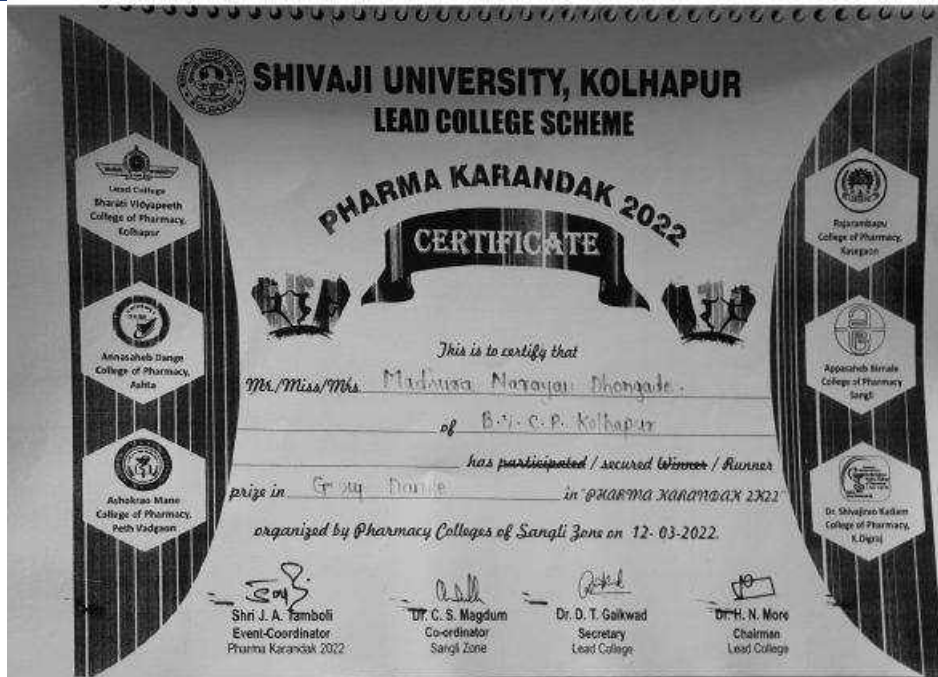 SHIVAJI UNIVERSITY, KOLHAPUR
LEAD COLLEGE SCHEME
PHARMA KARANDAK 2022
CERTIFICATE
Lead College
Bharati Vidyapeeth
College of Pharmacy,
Kolhapur
Annasaheb Dange
College of Pharmacy,
Ashta
Ashokrao Mane
College of Pharmacy,
Peth Vadgaon
Rajarambapu
College of Pharmacy,
Kasegaon
Appasaheb Birnale
College of Pharmacy
Sangli
Dr. Shivajirao Kadam
College of Pharmacy,
K.Digraj
This is to certify that
Mr./Miss/Mrs. Madhura Narayan Dhongade.
of B.V.C.P. Kolhapur
has participated / secured Winner / Runner
prize in Group Dance in "PHARMA KARANDAK 2K22"
organized by Pharmacy Colleges of Sangli Zone on 12-03-2022.
Shri J. A. Tamboli
Event-Coordinator
Pharma Karandak 2022
Dr. C. S. Magdum
Co-ordinator
Sangli Zone
Dr. D. T. Gaikwad
Secretary
Lead College
Dr. H. N. More
Chairman
Lead College